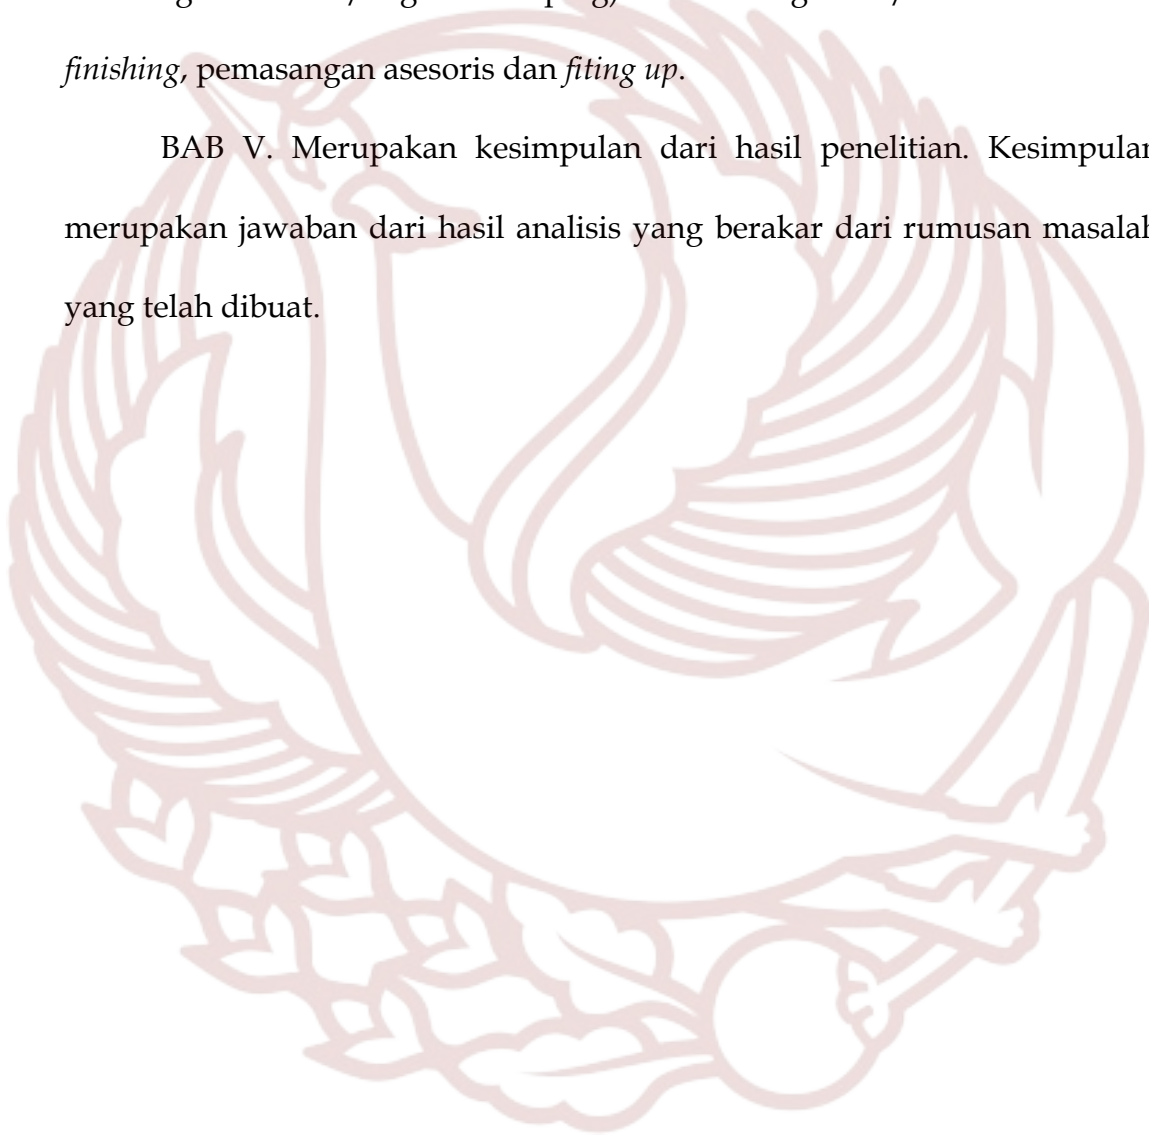 finishing, pemasangan asesoris dan fiting up.
BAB V. Merupakan kesimpulan dari hasil penelitian. Kesimpulan
merupakan jawaban dari hasil analisis yang berakar dari rumusan masalah
yang telah dibuat.